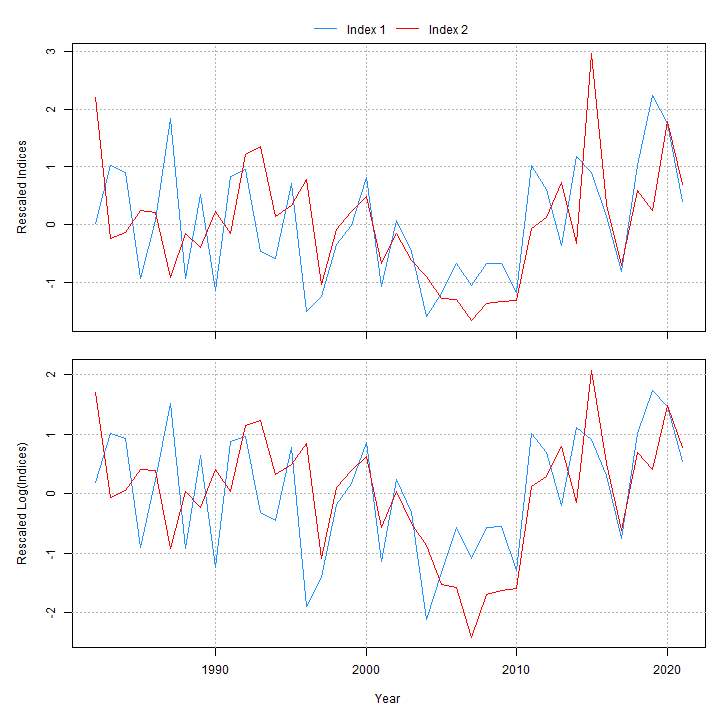 Index 1 Index 2
3
2
1
0
-1
Rescaled Indices
2
1
0
-1
-2
Rescaled Log(Indices)
1990 2000 2010 2020
Year